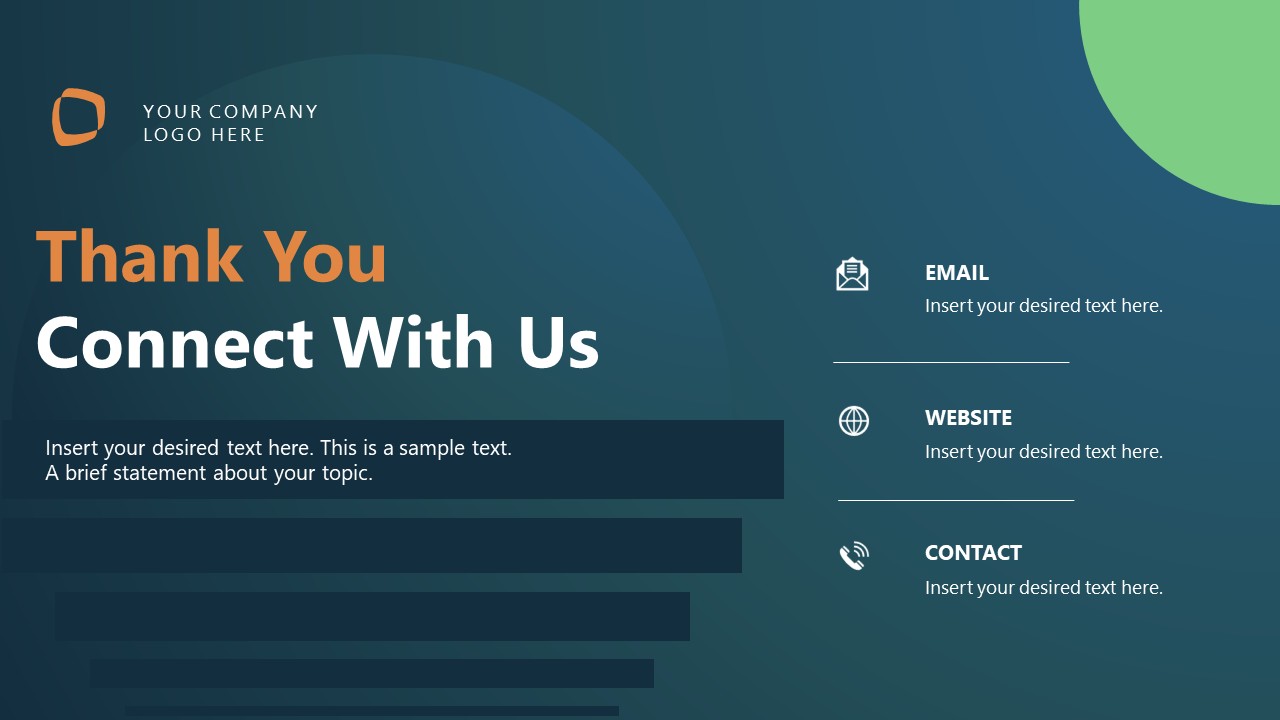 YOUR COMPANY
LOGO HERE
Thank You
Connect With Us
Insert your desired text here. This is a sample text.
A brief statement about your topic.
EMAIL
Insert your desired text here.
WEBSITE
Insert your desired text here.
CONTACT
Insert your desired text here.